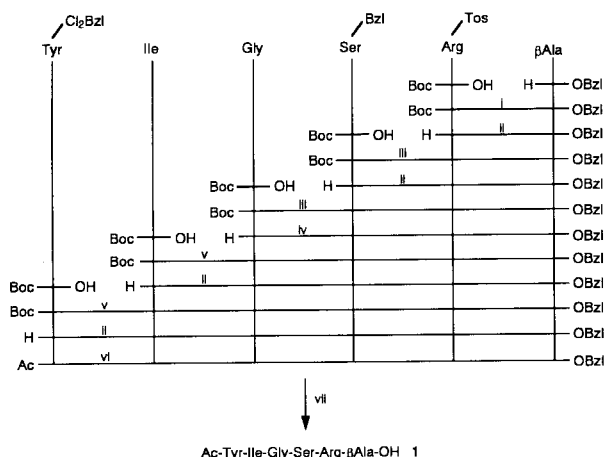 Cl₂Bzl Bzl Tos
Tyr Ile Gly Ser Arg βAla
Boc OH H OBzl
Boc i OBzl
Boc OH H ii OBzl
Boc iii OBzl
Boc OH H ii OBzl
Boc iii OBzl
Boc OH H iv OBzl
Boc v OBzl
Boc OH H ii OBzl
Boc v OBzl
H ii OBzl
Ac vi OBzl
vii
Ac-Tyr-Ile-Gly-Ser-Arg-βAla-OH 1